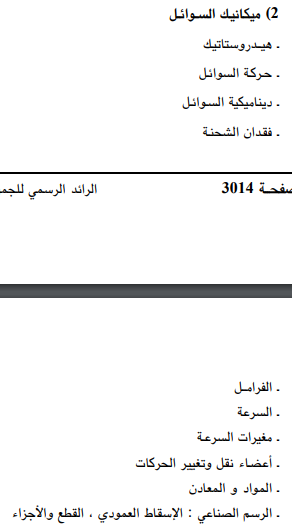 2) ميكانيك السوائل
ـ هيدروستاتيك
ـ حركة السوائل
ـ ديناميكية السوائل
ـ فقدان الشحنة
صفحة 3014
الرائد الرسمي
ـ الفرامل
ـ السرعة
ـ مغيرات السرعة
ـ أعضاء نقل وتغيير الحركات
ـ المواد و المعادن
ـ الرسم الصناعي : الإسقاط العمودي ، القطع والأجزاء